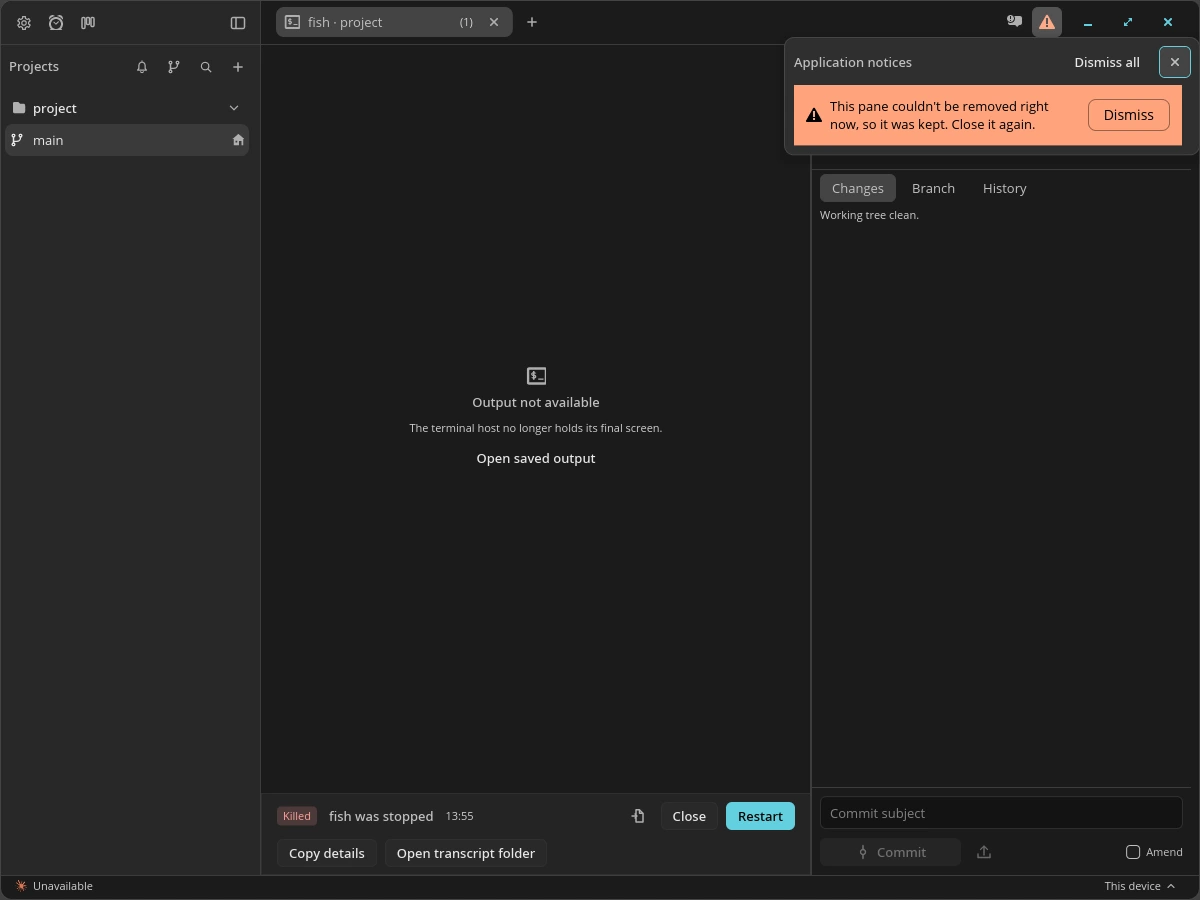 fish · project
(1)
Projects
project
main
Application notices
Dismiss all
This pane couldn't be removed right
now, so it was kept. Close it again.
Dismiss
Changes
Branch
History
Working tree clean.
Output not available
The terminal host no longer holds its final screen.
Open saved output
Killed
fish was stopped
13:55
Close
Restart
Copy details
Open transcript folder
Commit subject
Commit
Amend
Unavailable
This device